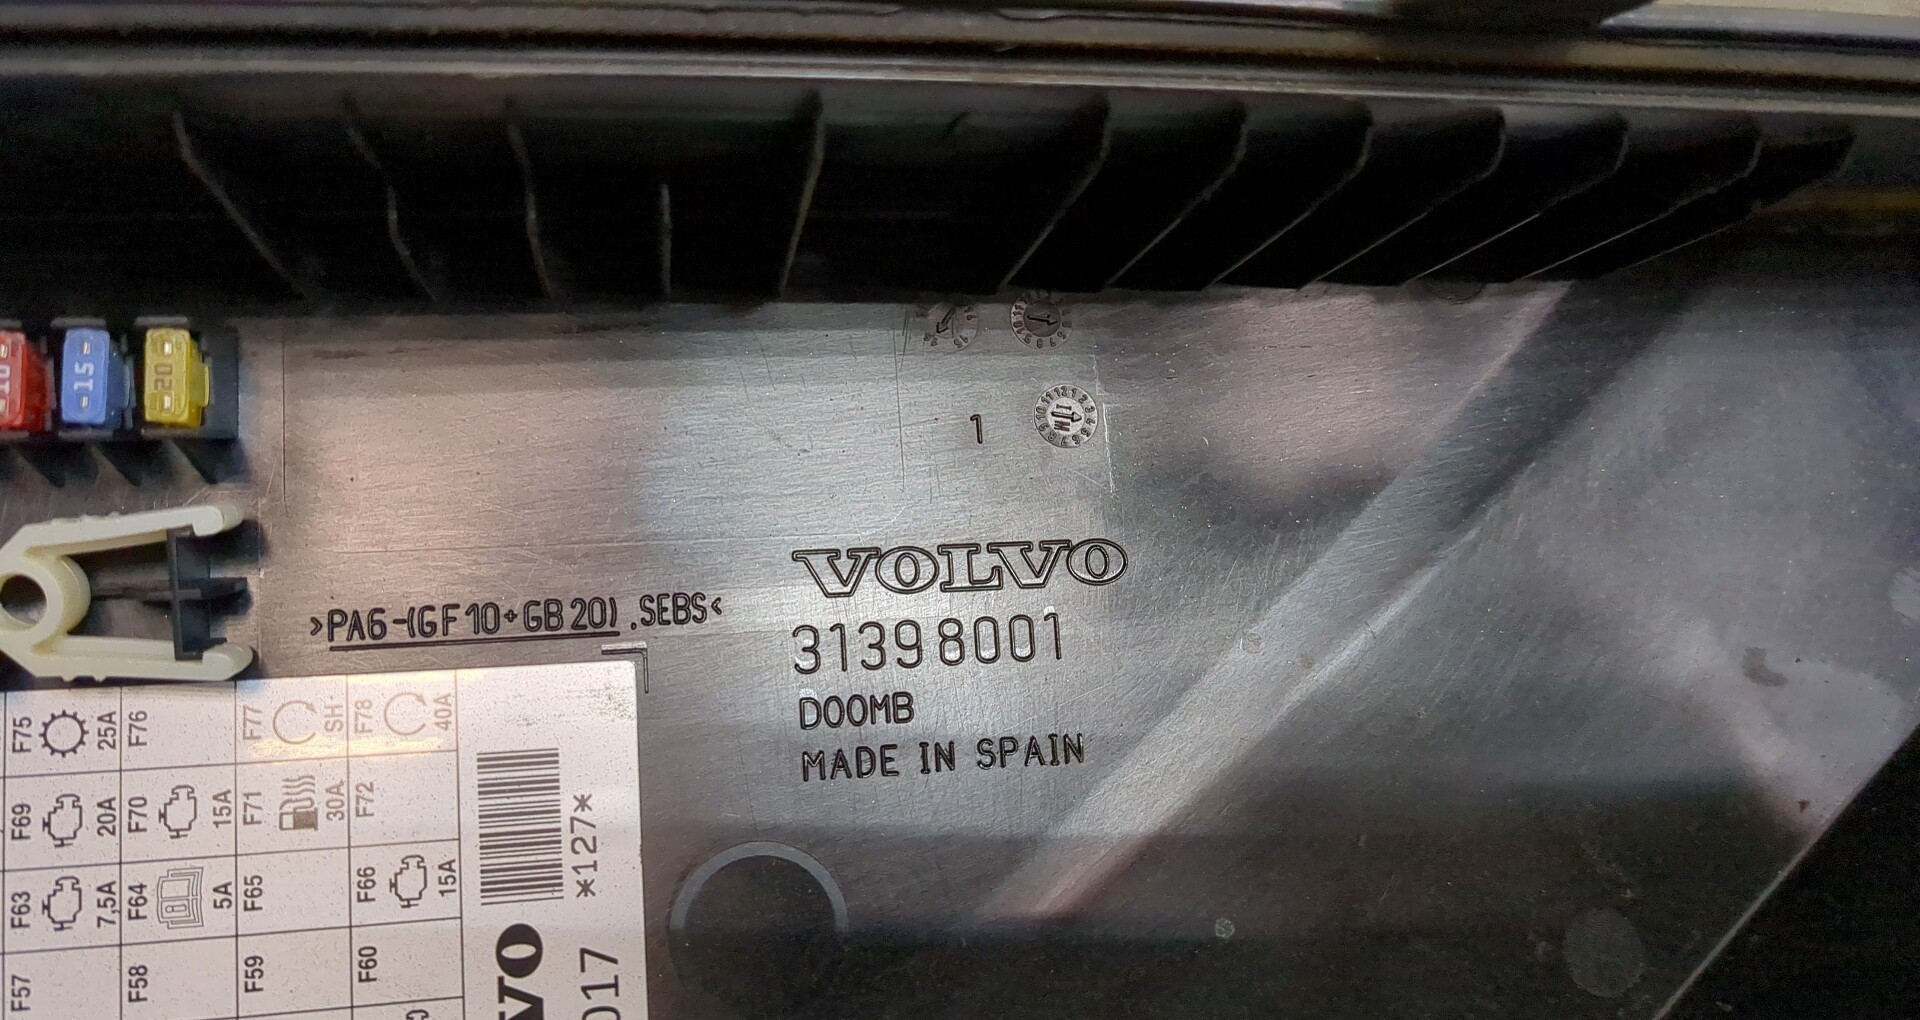 10
15
20
1
VOLVO
31398001
DOOMB
MADE IN SPAIN
>PA6-(GF10+GB20).SEBS<
F75 25A
F76
F77 SH
F78 40A
F69 20A
F70 15A
F71 30A
F72
F63 7,5A
F64 5A
F65
F66 15A
F57
F58
F59
F60
*127*